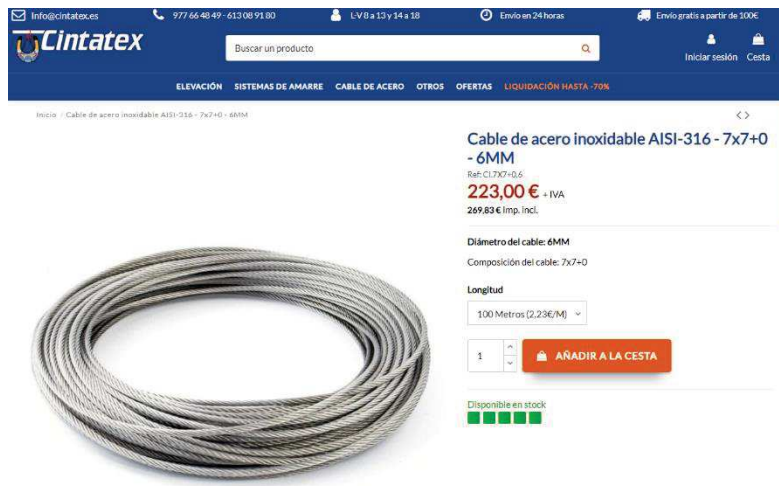 Info@cintatex.es
977 66 48 49 - 613 08 91 80
L-V 8 a 13 y 14 a 18
Envío en 24 horas
Envío gratis a partir de 100€
Cintatex
Buscar un producto
Iniciar sesión
Cesta
ELEVACIÓN SISTEMAS DE AMARRE CABLE DE ACERO OTROS OFERTAS LIQUIDACIÓN HASTA -70%
Inicio / Cable de acero inoxidable AISI-316 - 7x7+0 - 6MM
Cable de acero inoxidable AISI-316 - 7x7+0
- 6MM
Ref: CI.7X7+0.6
223,00 € + IVA
269,83 € imp. incl.
Diámetro del cable: 6MM
Composición del cable: 7x7+0
Longitud
100 Metros (2,23€/M)
1
AÑADIR A LA CESTA
Disponible en stock